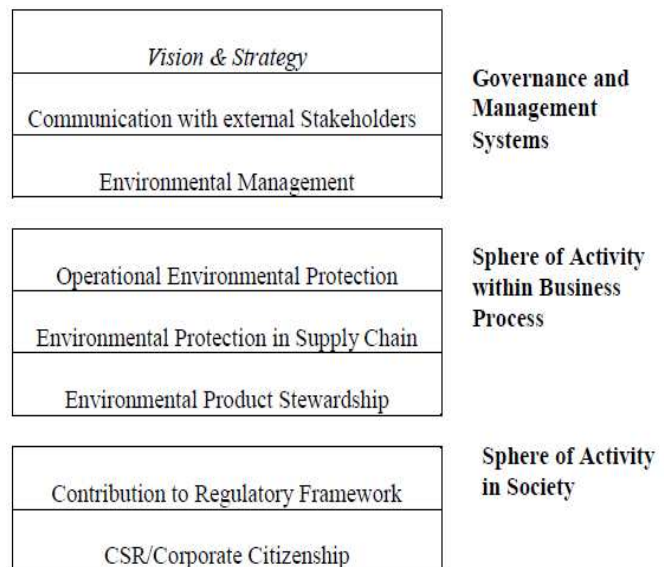 Vision & Strategy
Communication with external Stakeholders
Environmental Management
Governance and
Management
Systems
Operational Environmental Protection
Environmental Protection in Supply Chain
Environmental Product Stewardship
Sphere of Activity
within Business
Process
Contribution to Regulatory Framework
CSR/Corporate Citizenship
Sphere of Activity
in Society